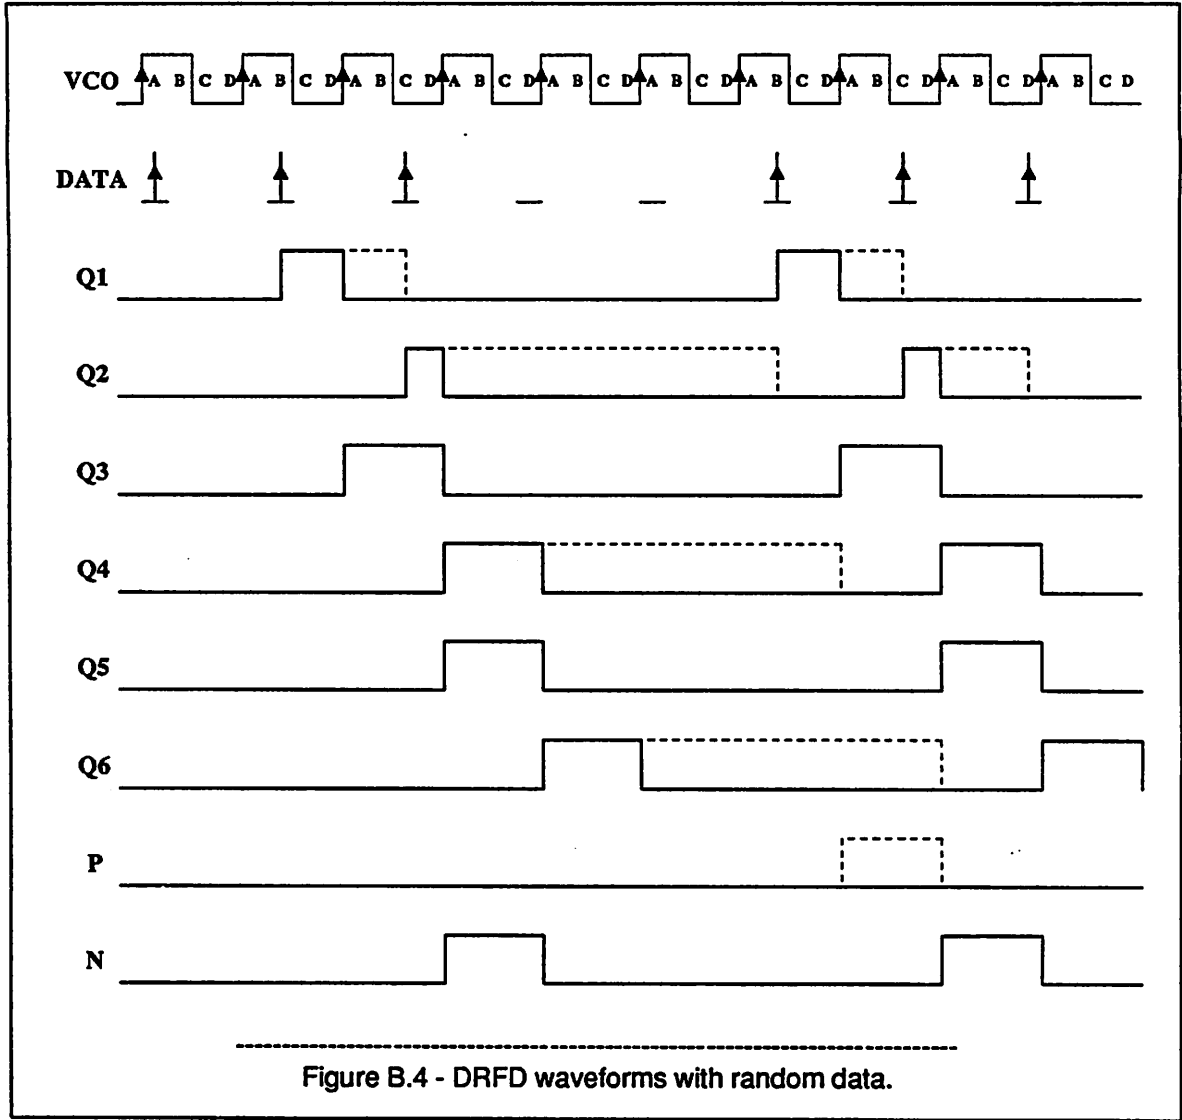 VCO A B C D A B C D A B C D A B C D A B C D A B C D A B C D A B C D A B C D A B C D
DATA
Q1
Q2
Q3
Q4
Q5
Q6
P
N
Figure B.4 - DRFD waveforms with random data.